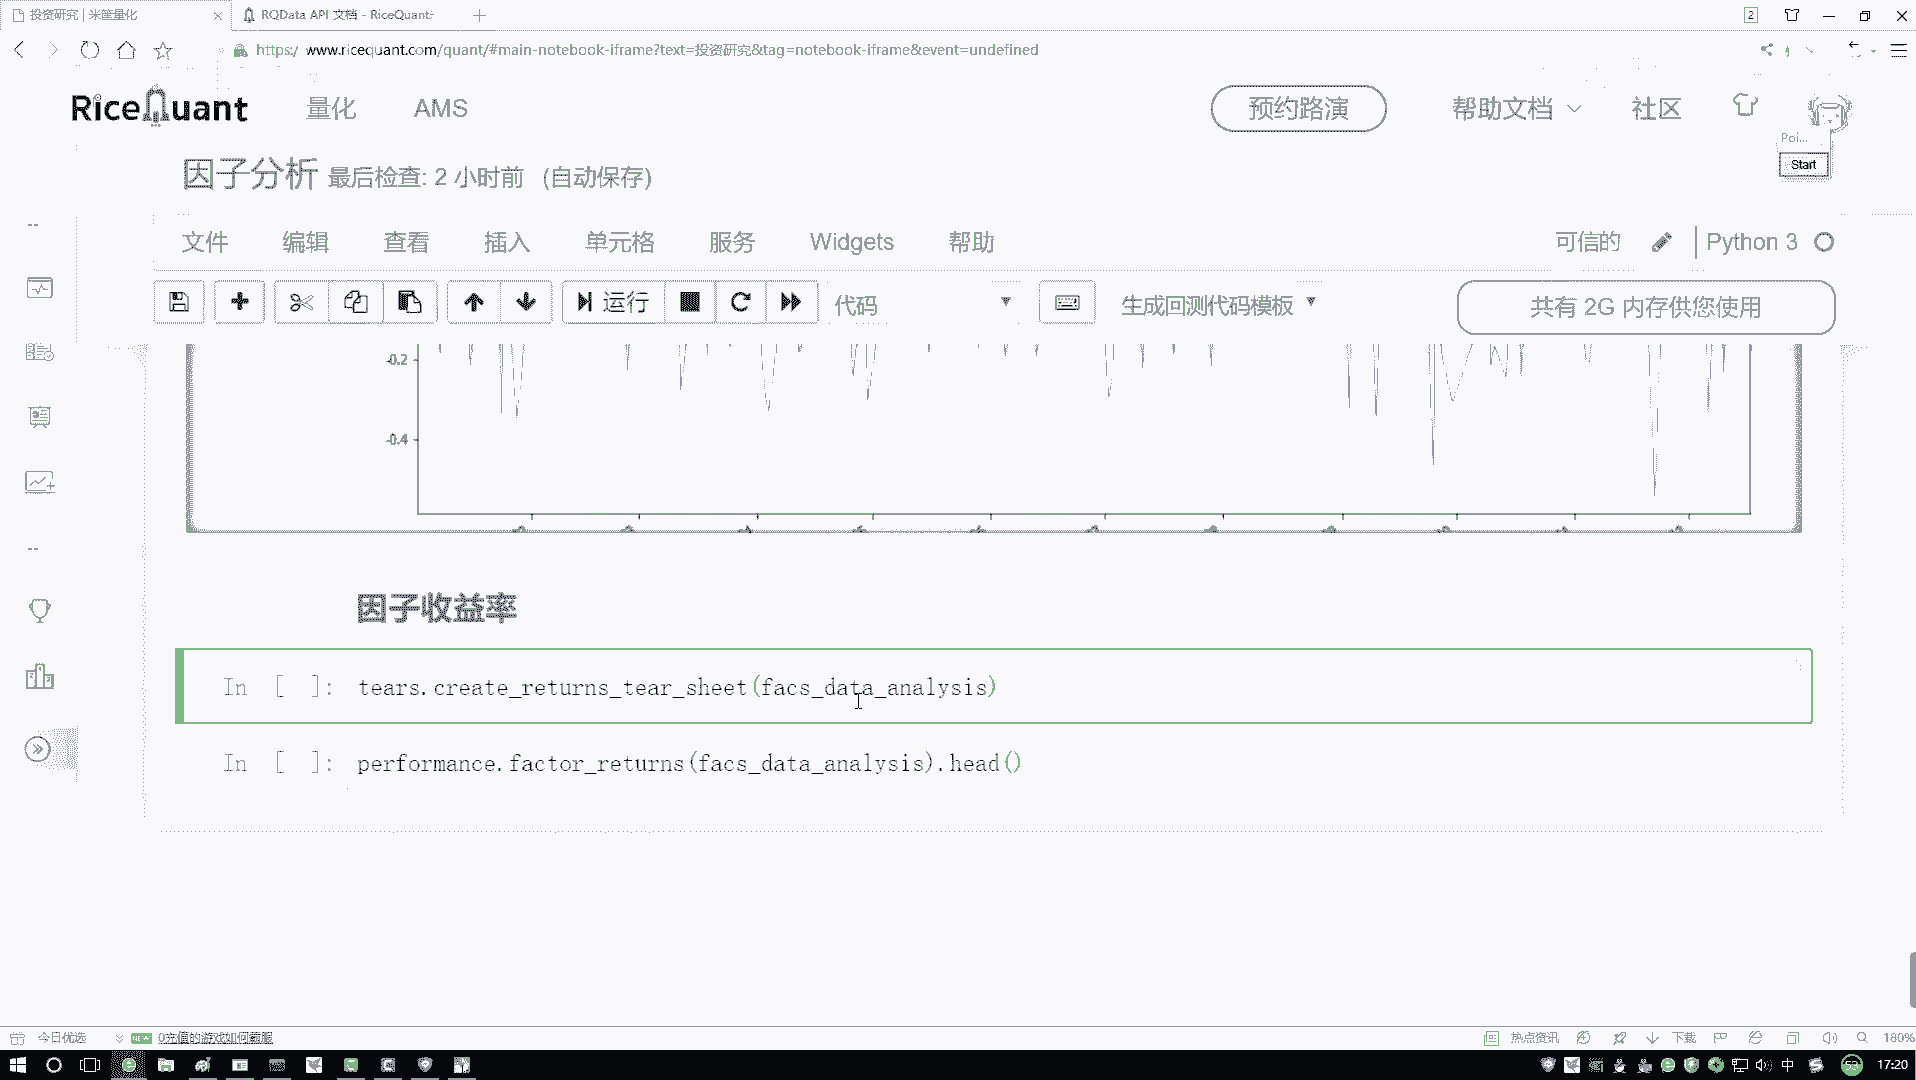 投资研究 | 米筐量化
RQData API 文档 - RiceQuant
2
https:/ www.ricequant.com/quant/#main-notebook-iframe?text=投资研究&tag=notebook-iframe&event=undefined
RiceQuant 量化 AMS 预约路演 帮助文档 社区
Poi...
Start
因子分析 最后检查: 2 小时前 (自动保存)
文件 编辑 查看 插入 单元格 服务 Widgets 帮助 可信的 Python 3
运行 代码 生成回测代码模板 共有 2G 内存供您使用
-0.2
-0.4
因子收益率
In [ ]: tears.create_returns_tear_sheet(facs_data_analysis)
In [ ]: performance.factor_returns(facs_data_analysis).head()
今日优选 NEW 0充值的游戏如何霸服 热点资讯 下载 180%
中 53 17:20